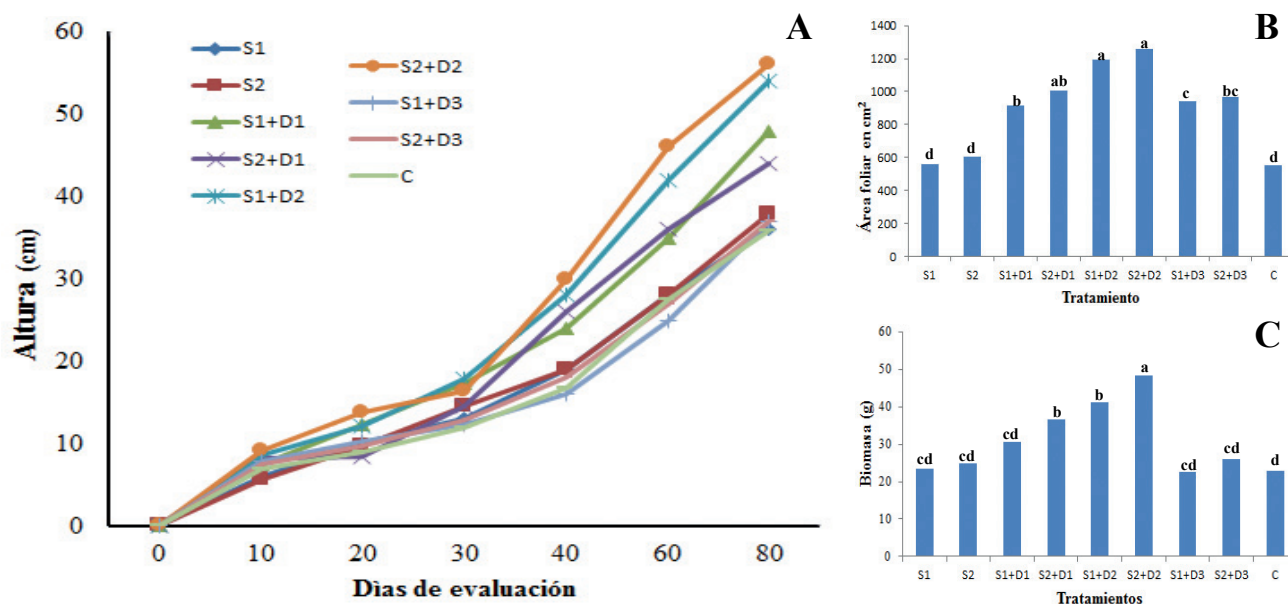 A
60
50
40
30
20
10
0
Altura (cm)
S1
S2
S1+D1
S2+D1
S1+D2
S2+D2
S1+D3
S2+D3
C
0 10 20 30 40 60 80
Dìas de evaluación
B
1400
1200
1000
800
600
400
200
0
Área foliar en cm²
d d b ab a a c bc d
S1 S2 S1+D1 S2+D1 S1+D2 S2+D2 S1+D3 S2+D3 C
Tratamiento
C
60
50
40
30
20
10
0
Biomasa (g)
cd cd cd b b a cd cd d
S1 S2 S1+D1 S2+D1 S1+D2 S2+D2 S1+D3 S2+D3 C
Tratamientos